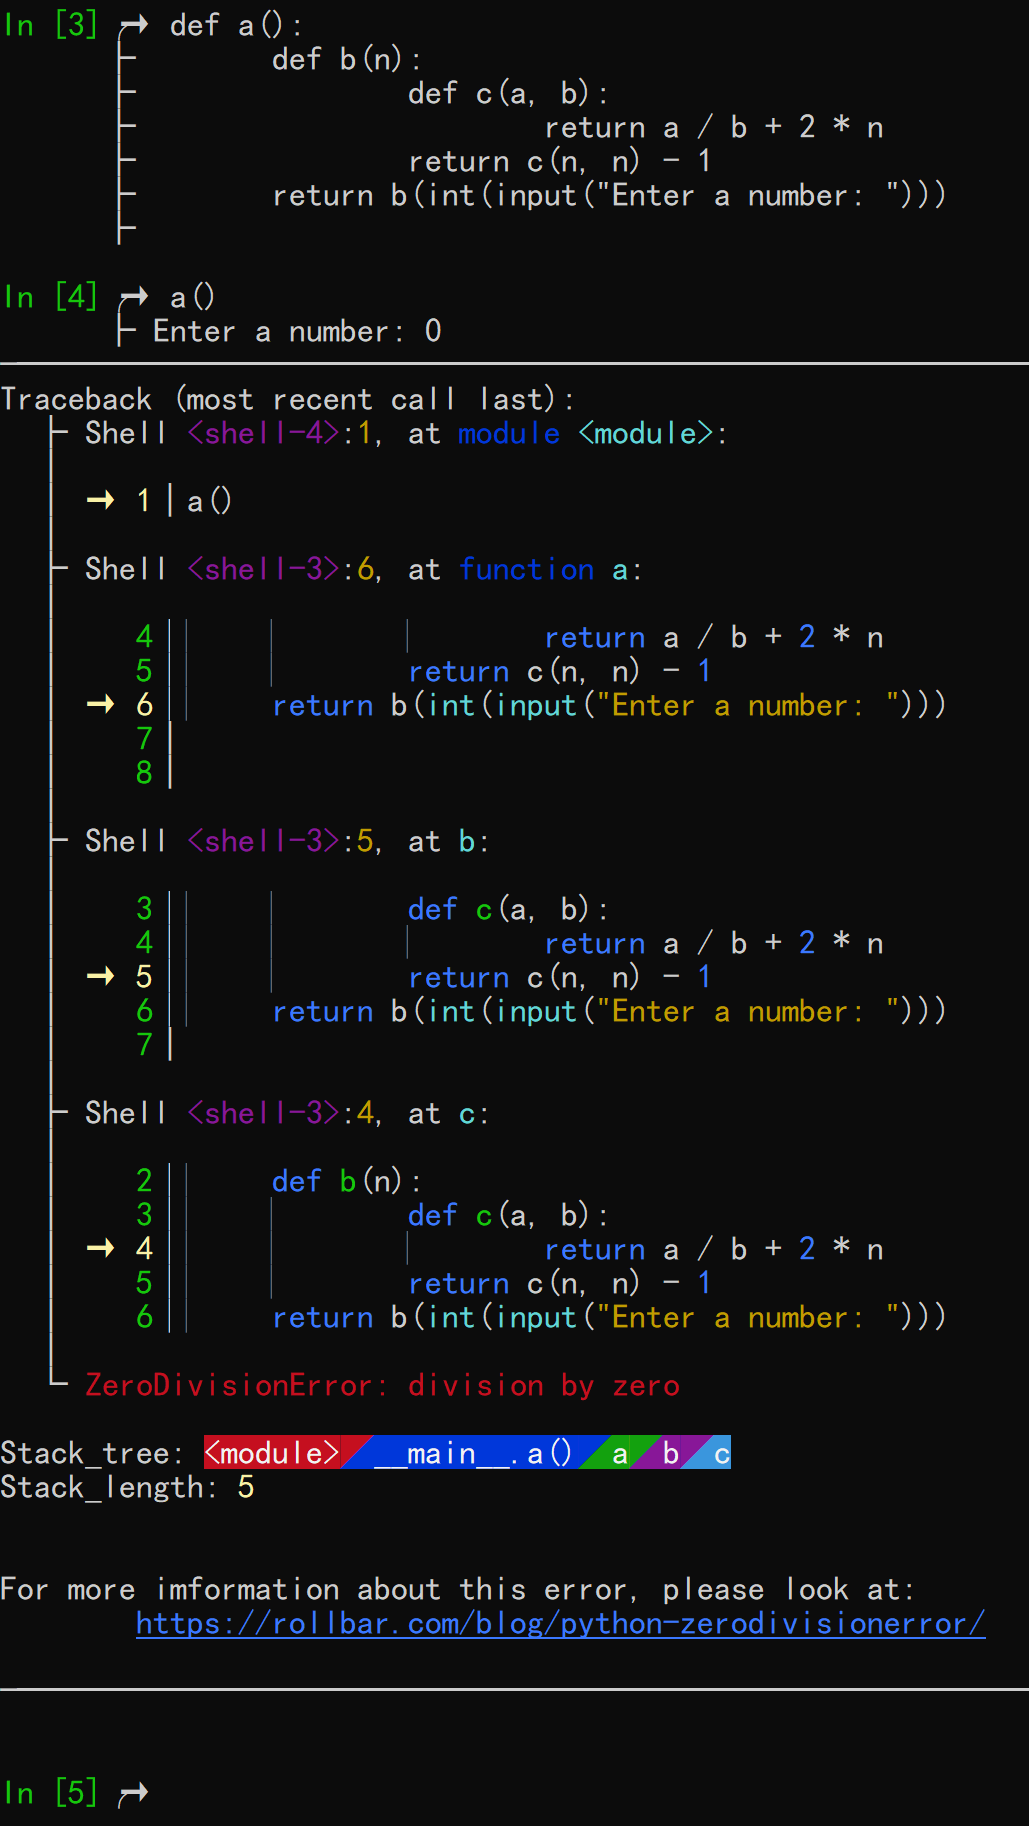 In [3] def a():
def b(n):
def c(a, b):
return a / b + 2 * n
return c(n, n) - 1
return b(int(input("Enter a number: ")))
In [4] a()
Enter a number: 0
Traceback (most recent call last):
Shell <shell-4>:1, at module <module>:
→ 1 │ a()
Shell <shell-3>:6, at function a:
4 │ return a / b + 2 * n
5 │ return c(n, n) - 1
→ 6 │ return b(int(input("Enter a number: ")))
7 │
8 │
Shell <shell-3>:5, at b:
3 │ def c(a, b):
4 │ return a / b + 2 * n
→ 5 │ return c(n, n) - 1
6 │ return b(int(input("Enter a number: ")))
7 │
Shell <shell-3>:4, at c:
2 │ def b(n):
3 │ def c(a, b):
→ 4 │ return a / b + 2 * n
5 │ return c(n, n) - 1
6 │ return b(int(input("Enter a number: ")))
ZeroDivisionError: division by zero
Stack_tree: <module> __main__.a() a b c
Stack_length: 5
For more imformation about this error, please look at:
https://rollbar.com/blog/python-zerodivisionerror/
In [5]